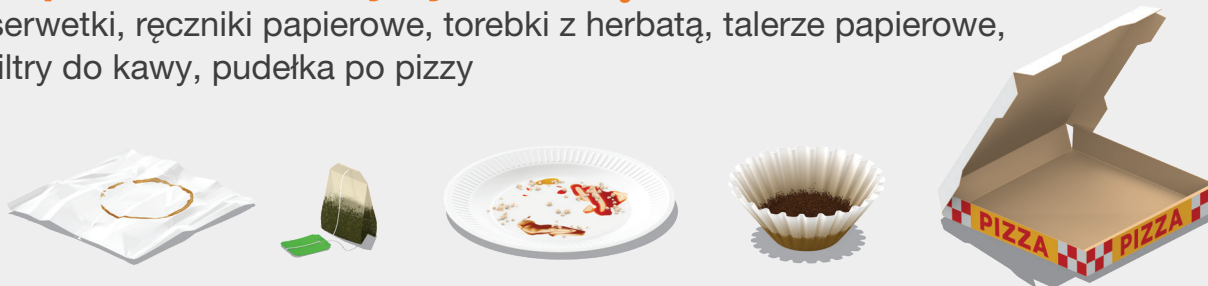 serwetki, ręczniki papierowe, torebki z herbatą, talerze papierowe,
filtry do kawy, pudełka po pizzy
PIZZA PIZZA